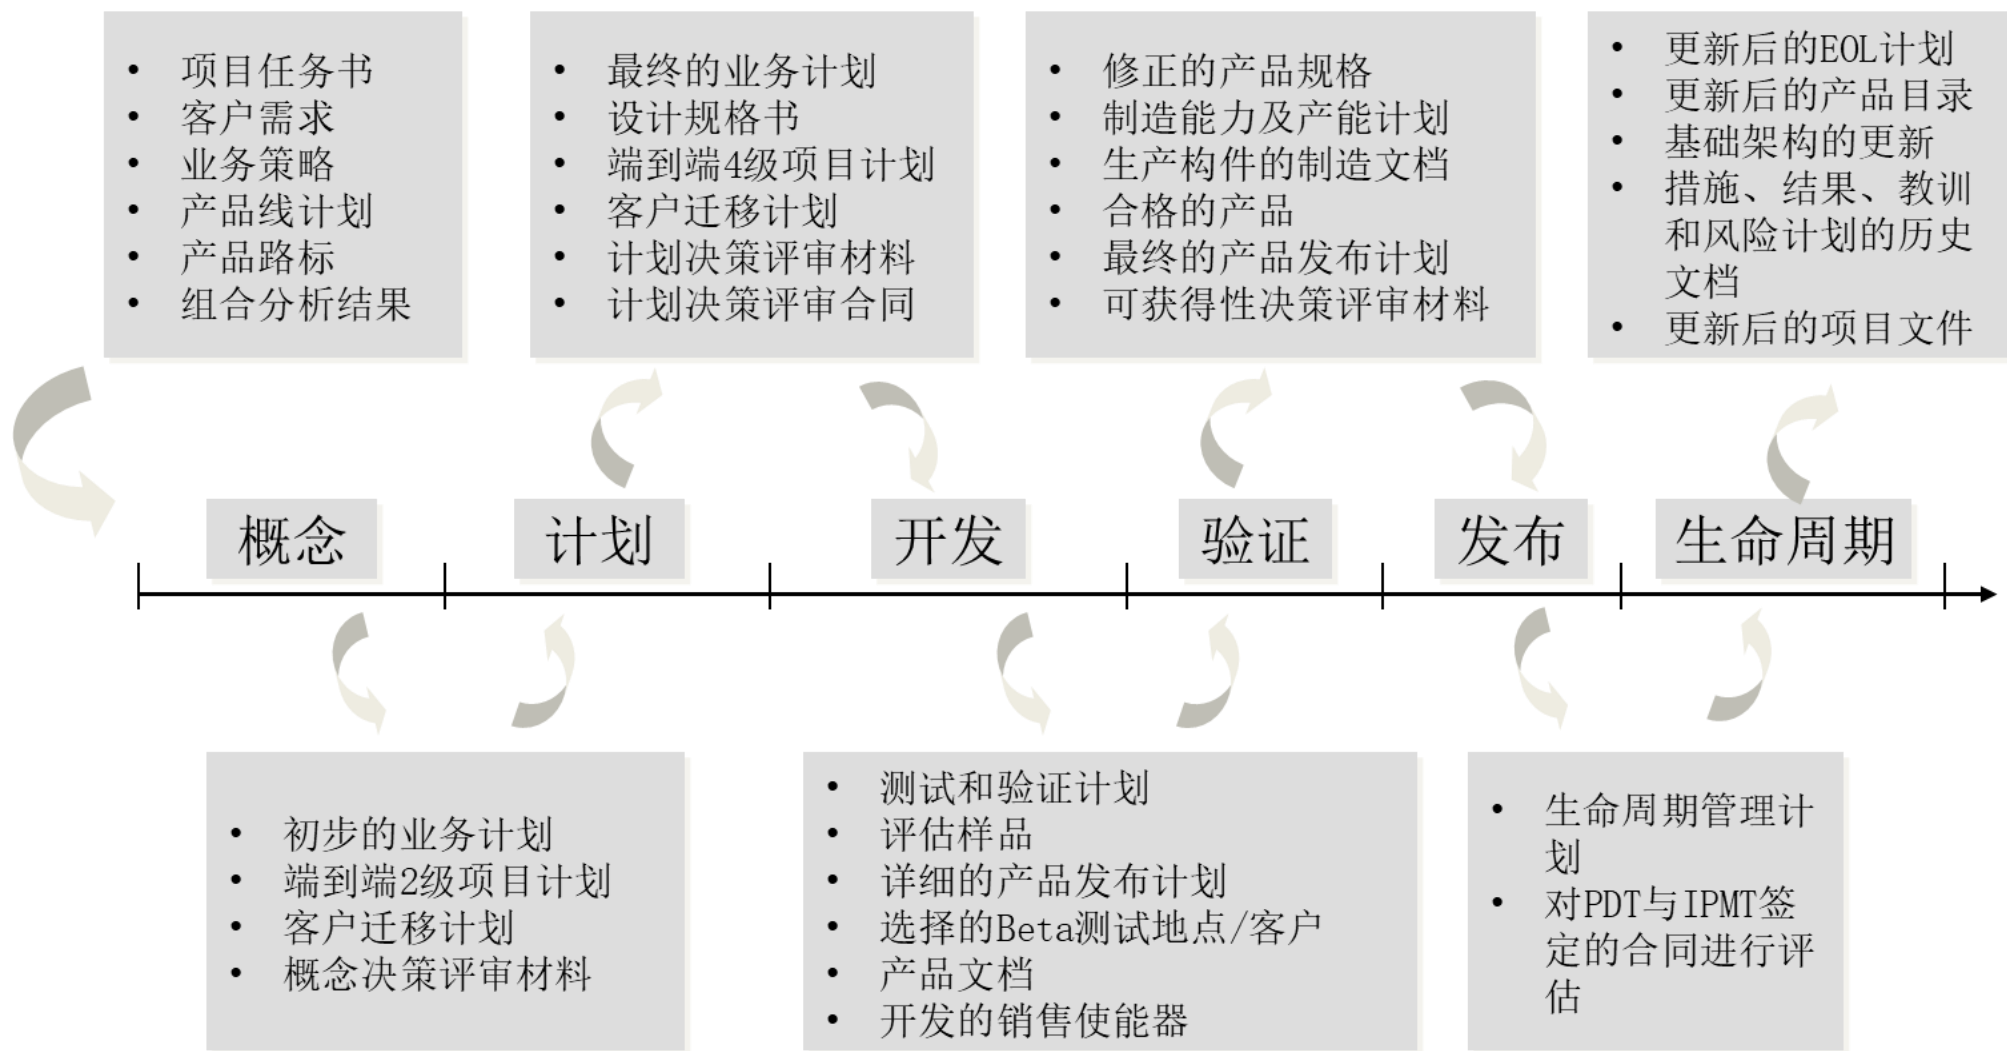 • 项目任务书
• 客户需求
• 业务策略
• 产品线计划
• 产品路标
• 组合分析结果
• 最终的业务计划
• 设计规格书
• 端到端4级项目计划
• 客户迁移计划
• 计划决策评审材料
• 计划决策评审合同
• 修正的产品规格
• 制造能力及产能计划
• 生产构件的制造文档
• 合格的产品
• 最终的产品发布计划
• 可获得性决策评审材料
• 更新后的EOL计划
• 更新后的产品目录
• 基础架构的更新
• 措施、结果、教训
和风险计划的历史
文档
• 更新后的项目文件
概念
计划
开发
验证
发布
生命周期
• 初步的业务计划
• 端到端2级项目计划
• 客户迁移计划
• 概念决策评审材料
• 测试和验证计划
• 评估样品
• 详细的产品发布计划
• 选择的Beta测试地点/客户
• 产品文档
• 开发的销售使能器
• 生命周期管理计
划
• 对PDT与IPMT签
定的合同进行评
估